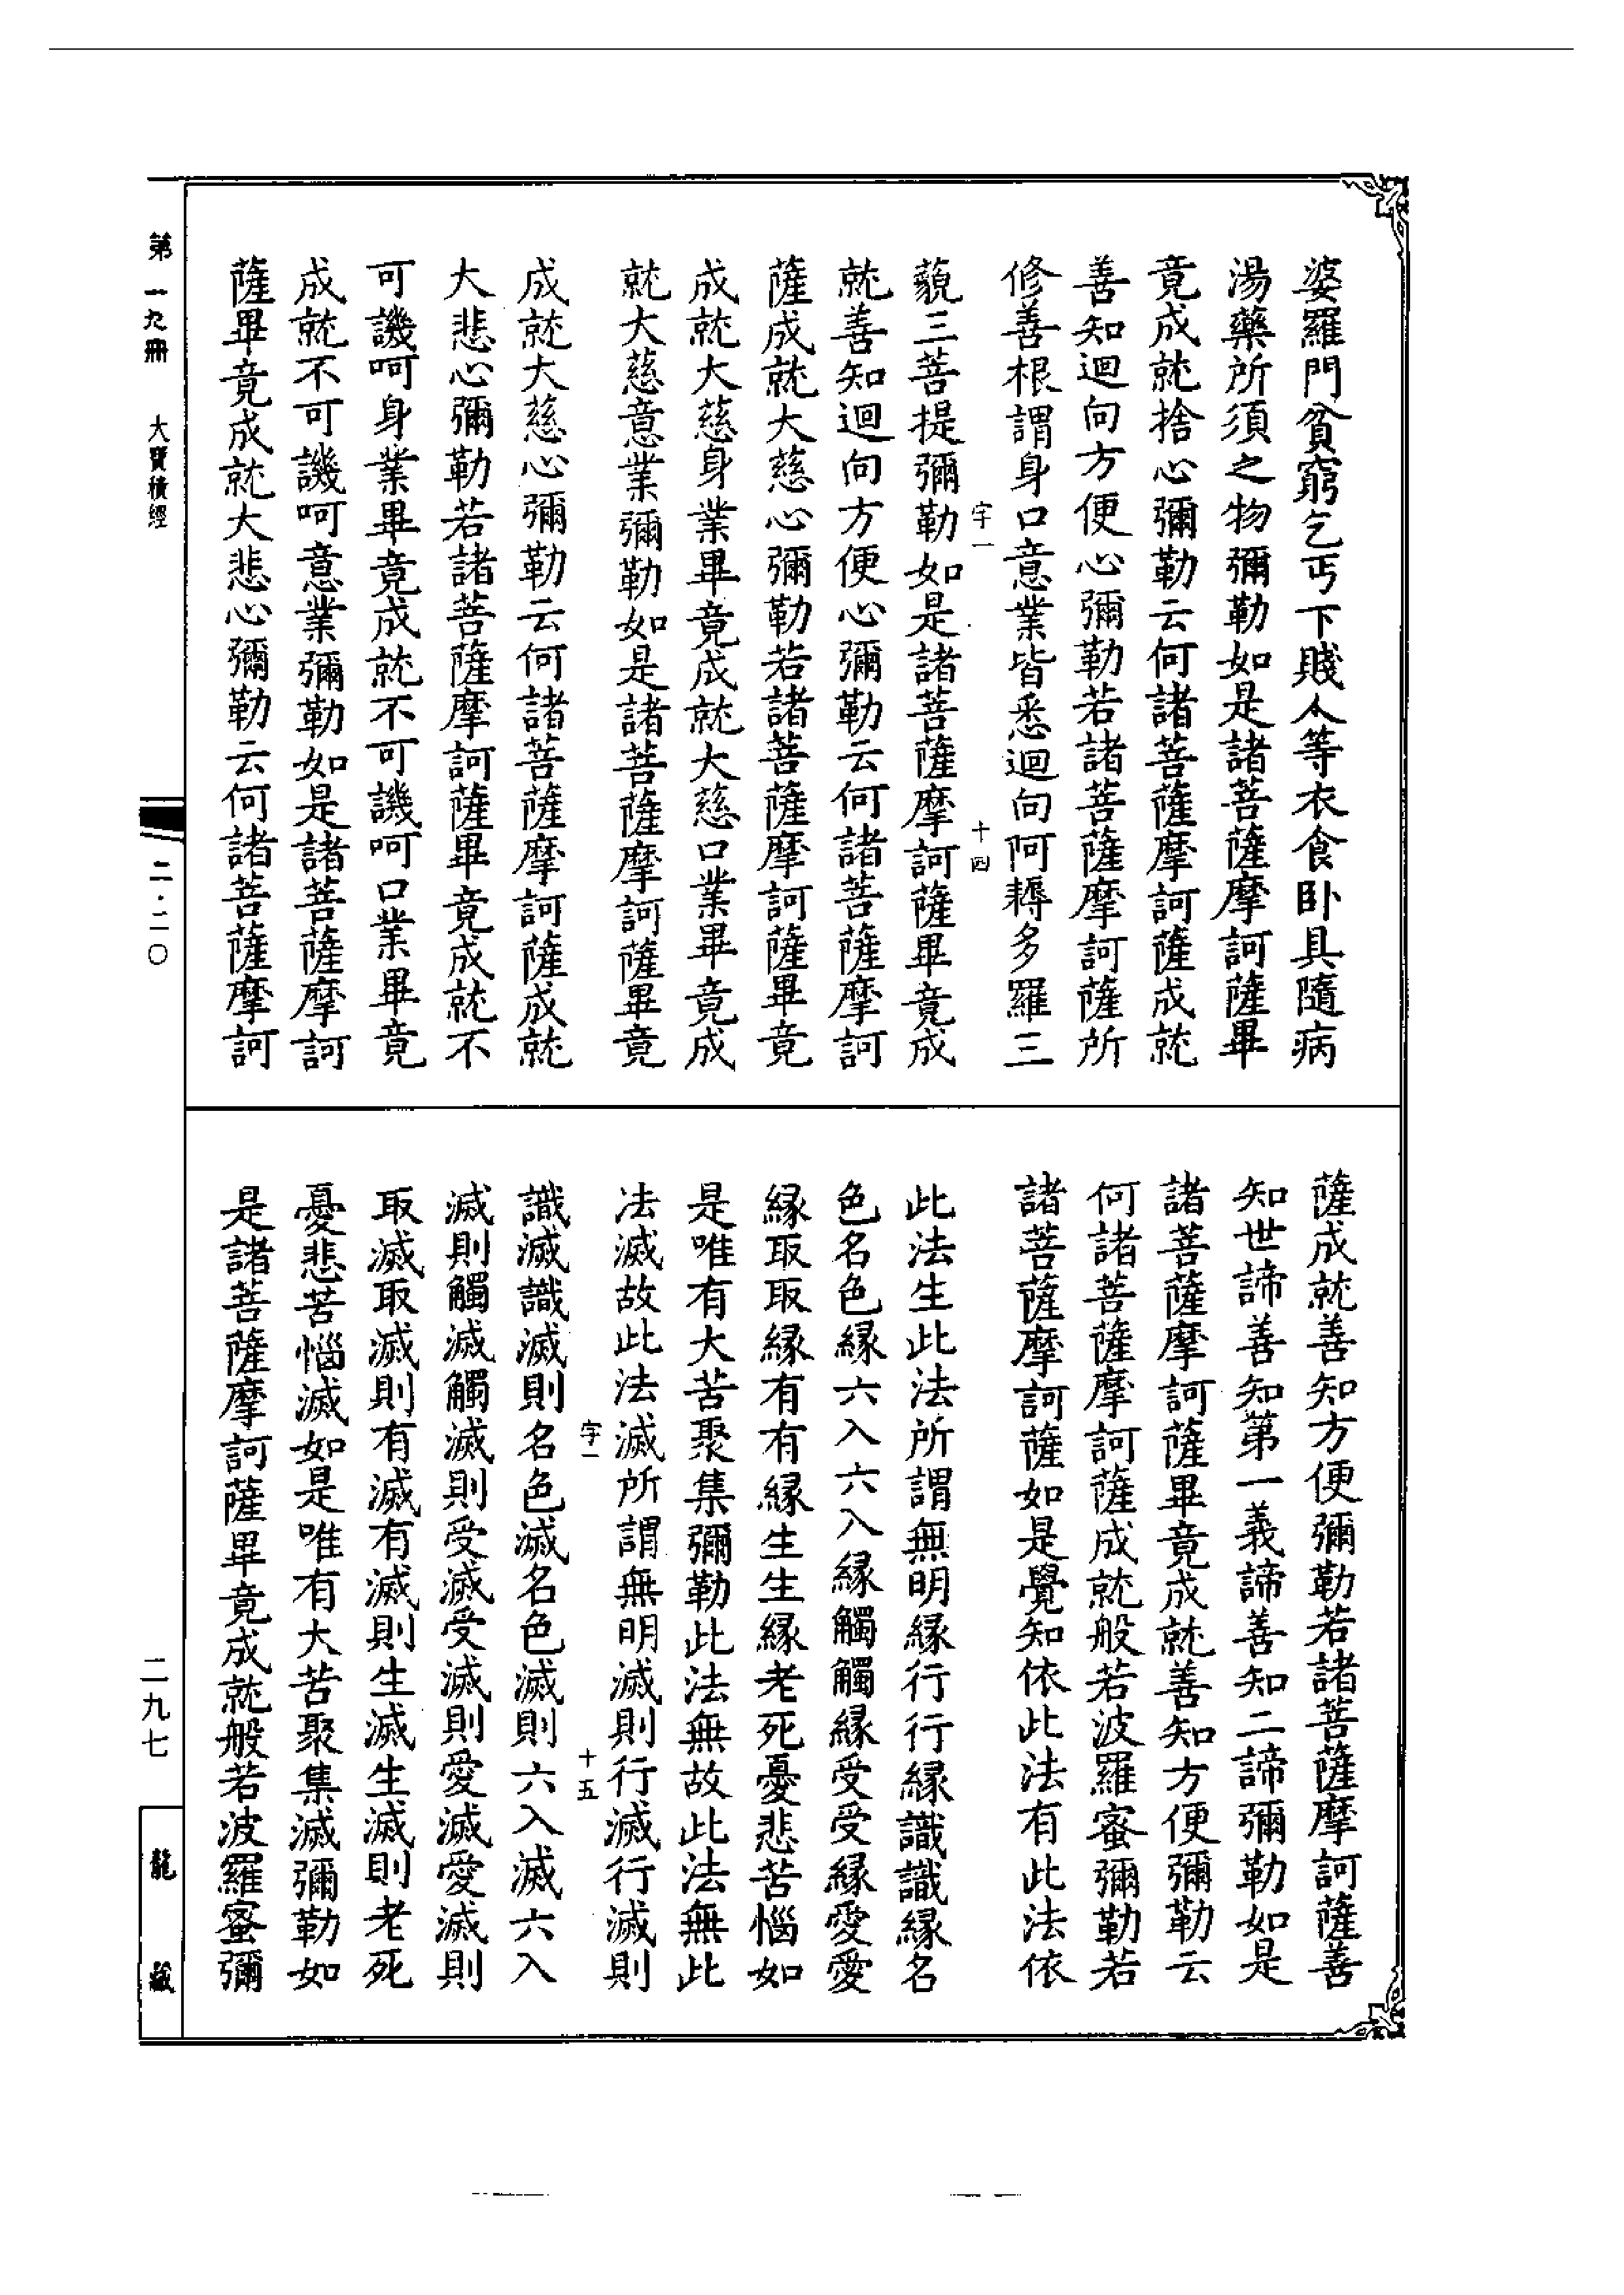 婆羅門貧窮乞丐下賤人等衣食卧具隨病
湯藥所須之物彌勒如是諸菩薩摩訶薩畢
竟成就捨心彌勒云何諸菩薩摩訶薩成就
善知迴向方便心彌勒若諸菩薩摩訶薩所
修善根謂身口意業皆悉迴向阿耨多羅三
字一 十四
藐三菩提彌勒如是諸菩薩摩訶薩畢竟成
就善知迴向方便心彌勒云何諸菩薩摩訶
薩成就大慈心彌勒若諸菩薩摩訶薩畢竟
成就大慈身業畢竟成就大慈口業畢竟成
就大慈意業彌勒如是諸菩薩摩訶薩畢竟
成就大慈心彌勒云何諸菩薩摩訶薩成就
大悲心彌勒若諸菩薩摩訶薩畢竟成就不
可譏呵身業畢竟成就不可譏呵口業畢竟
成就不可譏呵意業彌勒如是諸菩薩摩訶
薩畢竟成就大悲心彌勒云何諸菩薩摩訶
薩成就善知方便彌勒若諸菩薩摩訶薩善
知世諦善知第一義諦善知二諦彌勒如是
諸菩薩摩訶薩畢竟成就善知方便彌勒云
何諸菩薩摩訶薩成就般若波羅蜜彌勒若
諸菩薩摩訶薩如是覺知依此法有此法依
此法生此法所謂無明緣行行緣識識緣名
色名色緣六入六入緣觸觸緣受受緣愛愛
緣取取緣有有緣生生緣老死憂悲苦惱如
是唯有大苦聚集彌勒此法無故此法無此
法滅故此法滅所謂無明滅則行滅行滅則
字一 十五
識滅識滅則名色滅名色滅則六入滅六入
滅則觸滅觸滅則受滅受滅則愛滅愛滅則
取滅取滅則有滅有滅則生滅生滅則老死
憂悲苦惱滅如是唯有大苦聚集滅彌勒如
是諸菩薩摩訶薩畢竟成就般若波羅蜜彌
第一九冊 大寶積經 二·二〇 二九七 龍藏